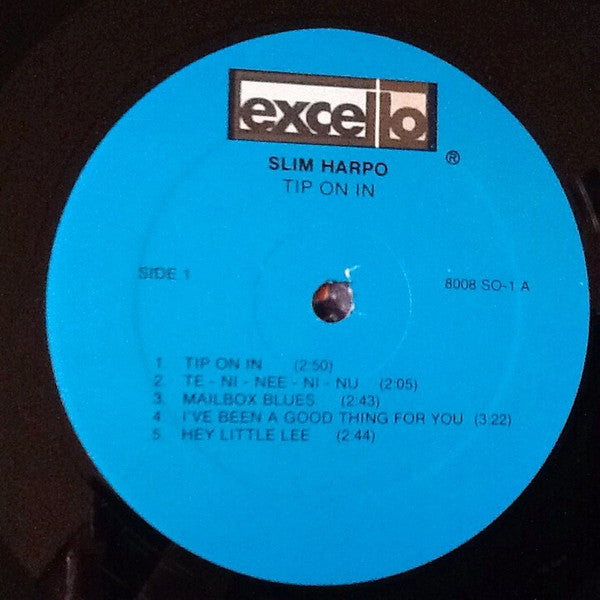 excello
®
SLIM HARPO
TIP ON IN
SIDE 1
8008 SO-1 A
1. TIP ON IN (2:50)
2. TE - NI - NEE - NI - NU (2:05)
3. MAILBOX BLUES (2:43)
4. I'VE BEEN A GOOD THING FOR YOU (3:22)
5. HEY LITTLE LEE (2:44)